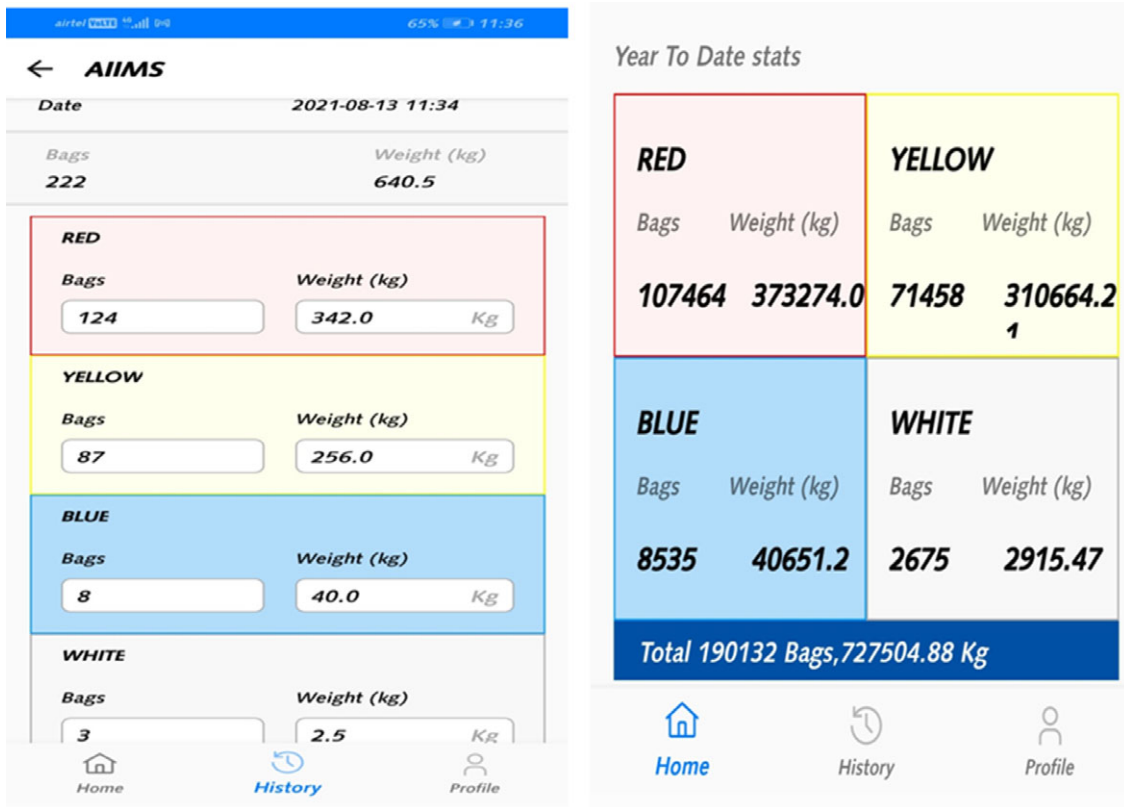 airtel VoLTE 4G 65% 11:36
← AIIMS
Date 2021-08-13 11:34
Bags Weight (kg)
222 640.5
RED
Bags Weight (kg)
124 342.0 Kg
YELLOW
Bags Weight (kg)
87 256.0 Kg
BLUE
Bags Weight (kg)
8 40.0 Kg
WHITE
Bags Weight (kg)
3 2.5 Kg
Home History Profile
Year To Date stats
RED YELLOW
Bags Weight (kg) Bags Weight (kg)
107464 373274.0 71458 310664.2
1
BLUE WHITE
Bags Weight (kg) Bags Weight (kg)
8535 40651.2 2675 2915.47
Total 190132 Bags,727504.88 Kg
Home History Profile